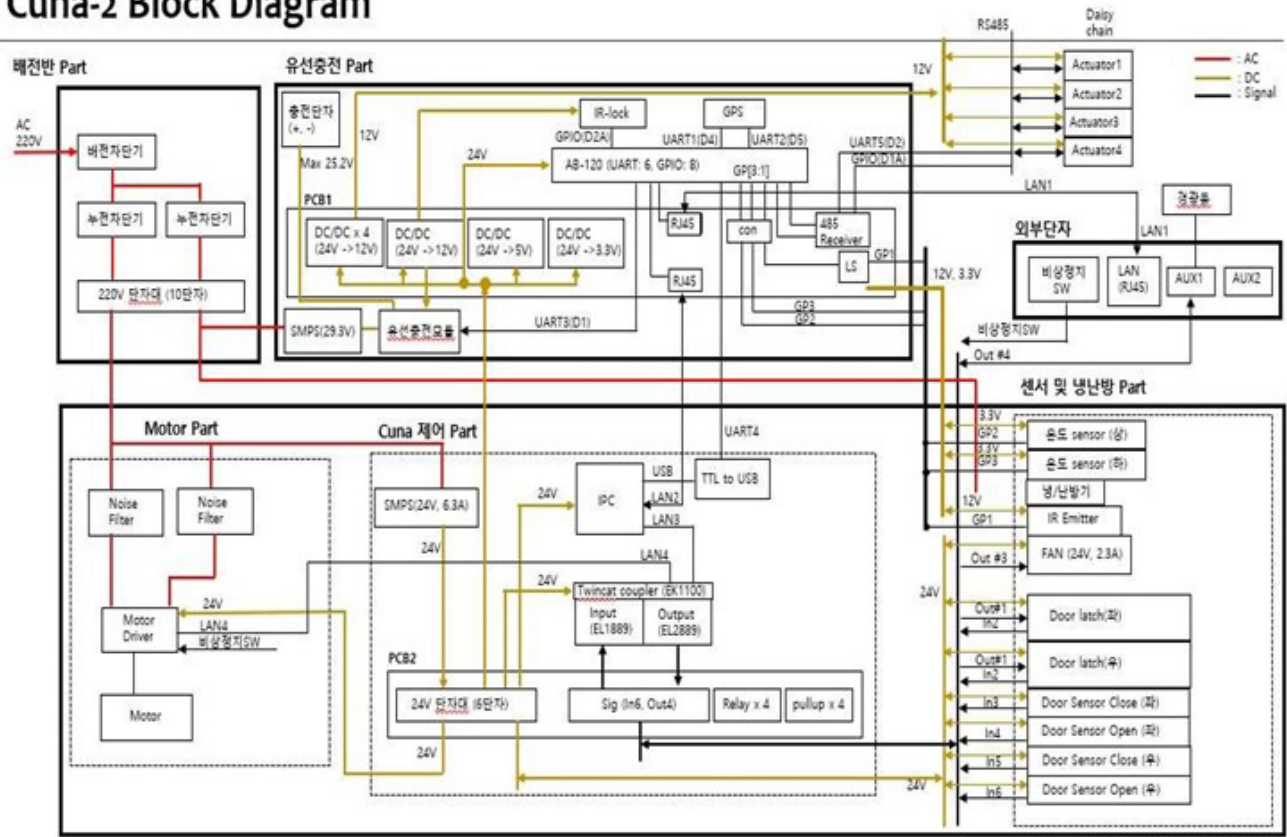 Cuna-2 Block Diagram
RS485
Daisy
chain
배전반 Part
유선충전 Part
12V
Actuator1
Actuator2
Actuator3
Actuator4
: AC
: DC
: Signal
AC
220V
배전차단기
누전차단기
누전차단기
220V 단자대 (10단자)
충전단자
(+, -)
12V
Max 25.2V
24V
IR-lock
GPS
GPIO(D2A)
UART1(D4)
UART2(D5)
UART5(D2)
GPIO(D1A)
AB-120 (UART: 6, GPIO: 8)
GP[3:1]
LAN1
PCB1
DC/DC x 4
(24V ->12V)
DC/DC
(24V ->12V)
DC/DC
(24V ->5V)
DC/DC
(24V ->3.3V)
RJ45
con
485
Receiver
LS
GP1
RJ45
GP3
GP2
12V, 3.3V
SMPS(29.3V)
유선충전모듈
UART3(D1)
경광등
LAN1
외부단자
비상정지
SW
LAN
(RJ45)
AUX1
AUX2
비상정지SW
Out #4
센서 및 냉난방 Part
Motor Part
Cuna 제어 Part
UART4
3.3V
GP2
온도 sensor (상)
3.3V
GP3
온도 sensor (하)
냉/난방기
12V
GP1
IR Emitter
Out #3
FAN (24V, 2.3A)
24V
Noise
Filter
Noise
Filter
SMPS(24V, 6.3A)
24V
24V
IPC
USB
LAN2
LAN3
TTL to USB
LAN4
24V
Twincat coupler (EK1100)
Input
(EL1889)
Output
(EL2889)
Motor
Driver
24V
LAN4
비상정지SW
Motor
PCB2
24V 단자대 (6단자)
Sig (In6, Out4)
Relay x 4
pullup x 4
24V
24V
Out#1
In2
Door latch(좌)
Out#1
In2
Door latch(우)
In3
Door Sensor Close (좌)
In4
Door Sensor Open (좌)
In5
Door Sensor Close (우)
In6
Door Sensor Open (우)